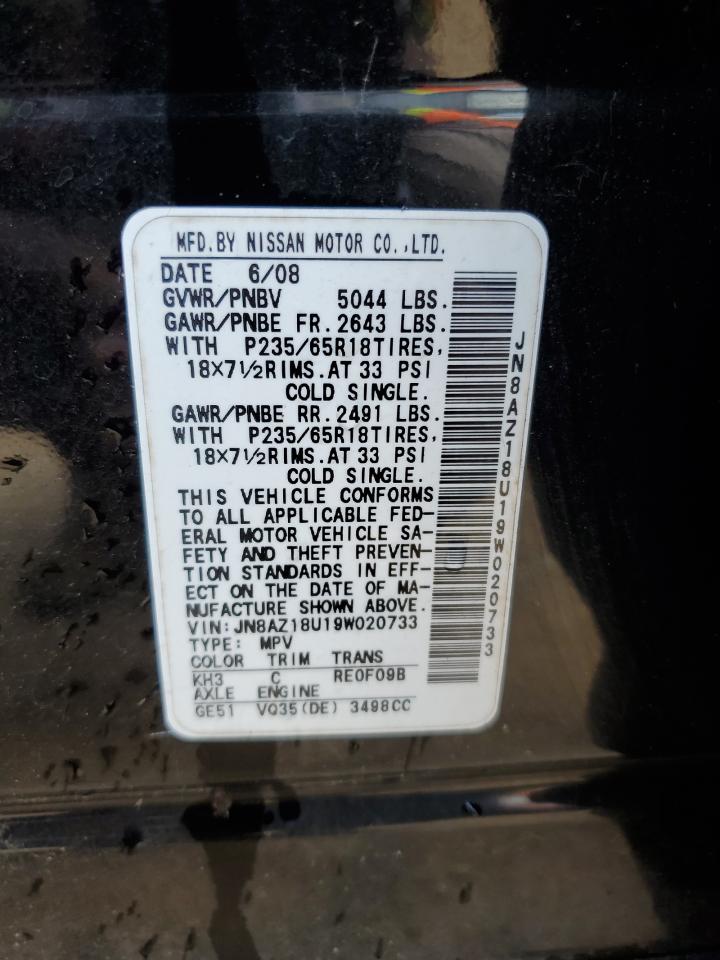 MFD.BY NISSAN MOTOR CO.,LTD.
DATE 6/08
GVWR/PNBV 5044 LBS.
GAWR/PNBE FR.2643 LBS.
WITH P235/65R18TIRES,
18×7½RIMS.AT 33 PSI
COLD SINGLE.
GAWR/PNBE RR.2491 LBS.
WITH P235/65R18TIRES,
18×7½RIMS.AT 33 PSI
COLD SINGLE.
THIS VEHICLE CONFORMS
TO ALL APPLICABLE FED-
ERAL MOTOR VEHICLE SA-
FETY AND THEFT PREVEN-
TION STANDARDS IN EFF-
ECT ON THE DATE OF MA-
NUFACTURE SHOWN ABOVE.
VIN:JN8AZ18U19W020733
TYPE: MPV
COLOR TRIM TRANS
KH3 C RE0F09B
AXLE ENGINE
GE51 VQ35(DE) 3498CC
JN8AZ18U19W020733